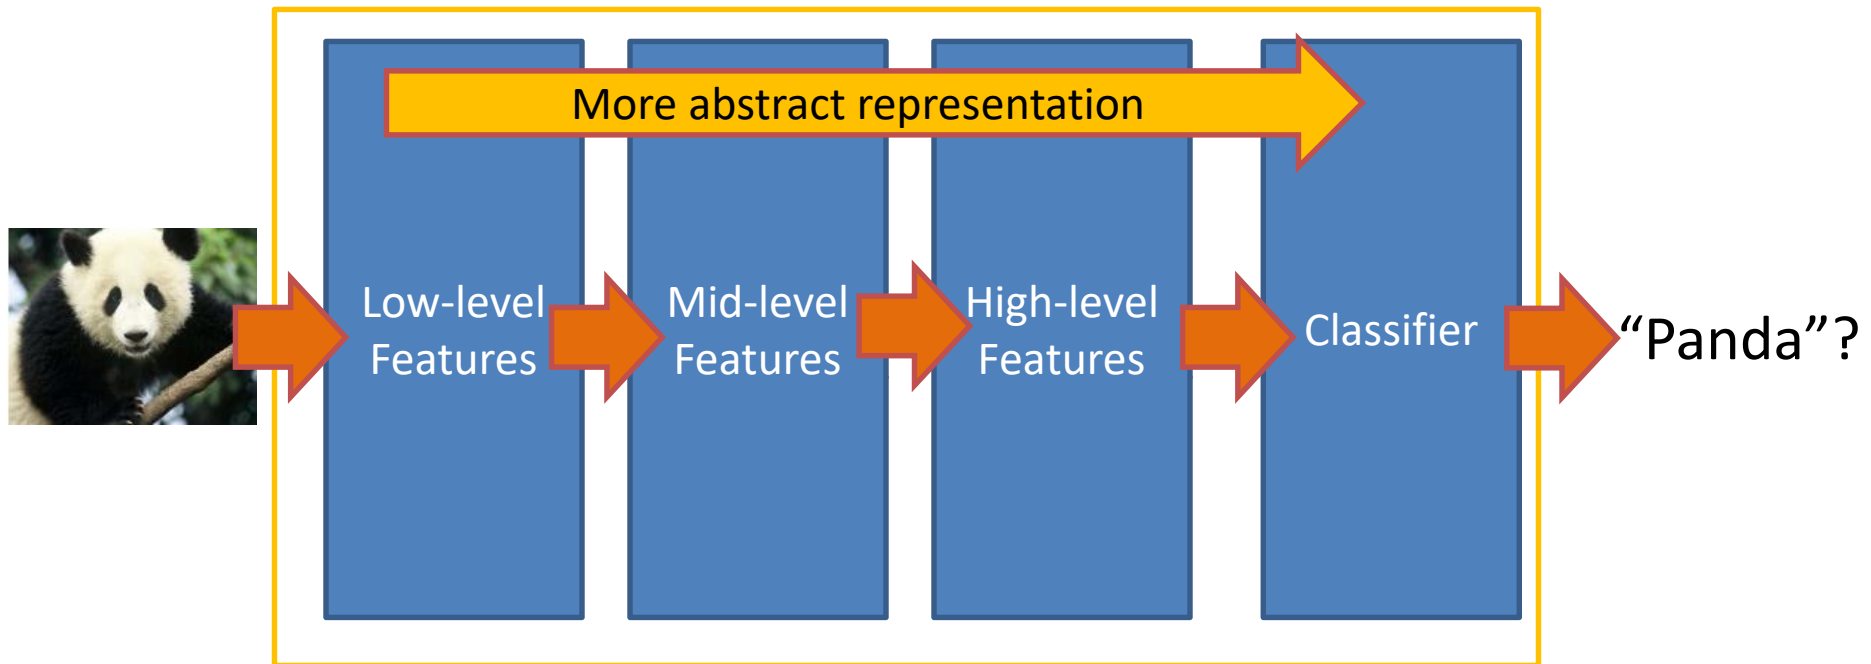 More abstract representation
Low-level
Features
Mid-level
Features
High-level
Features
Classifier
“Panda”?